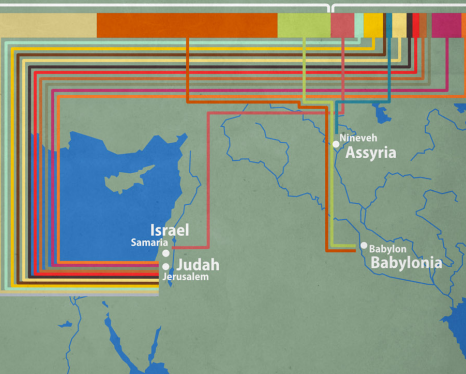 Nineveh
Assyria
Israel
Samaria
Judah
Jerusalem
Babylon
Babylonia